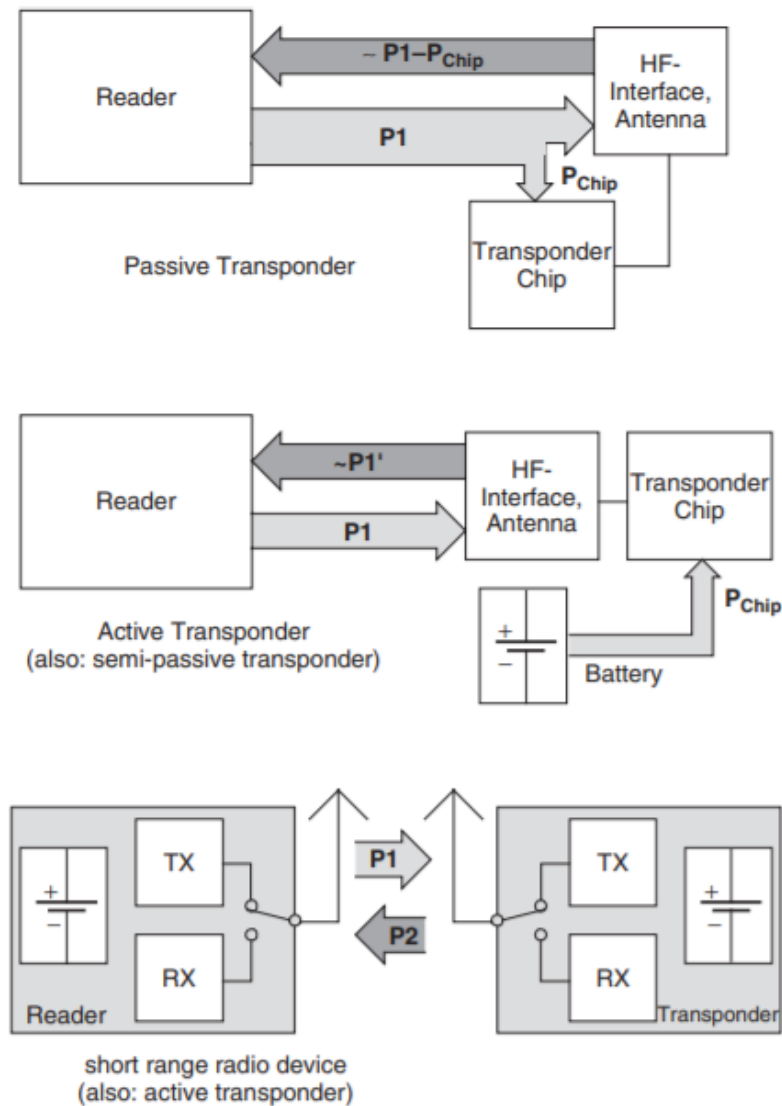 ~ P1–PChip
Reader
HF-
Interface,
Antenna
P1
PChip
Transponder
Chip
Passive Transponder
Reader
~P1'
HF-
Interface,
Antenna
Transponder
Chip
P1
PChip
+
–
Battery
Active Transponder
(also: semi-passive transponder)
TX
P1
TX
+
–
+
–
P2
RX
RX
Reader
Transponder
short range radio device
(also: active transponder)